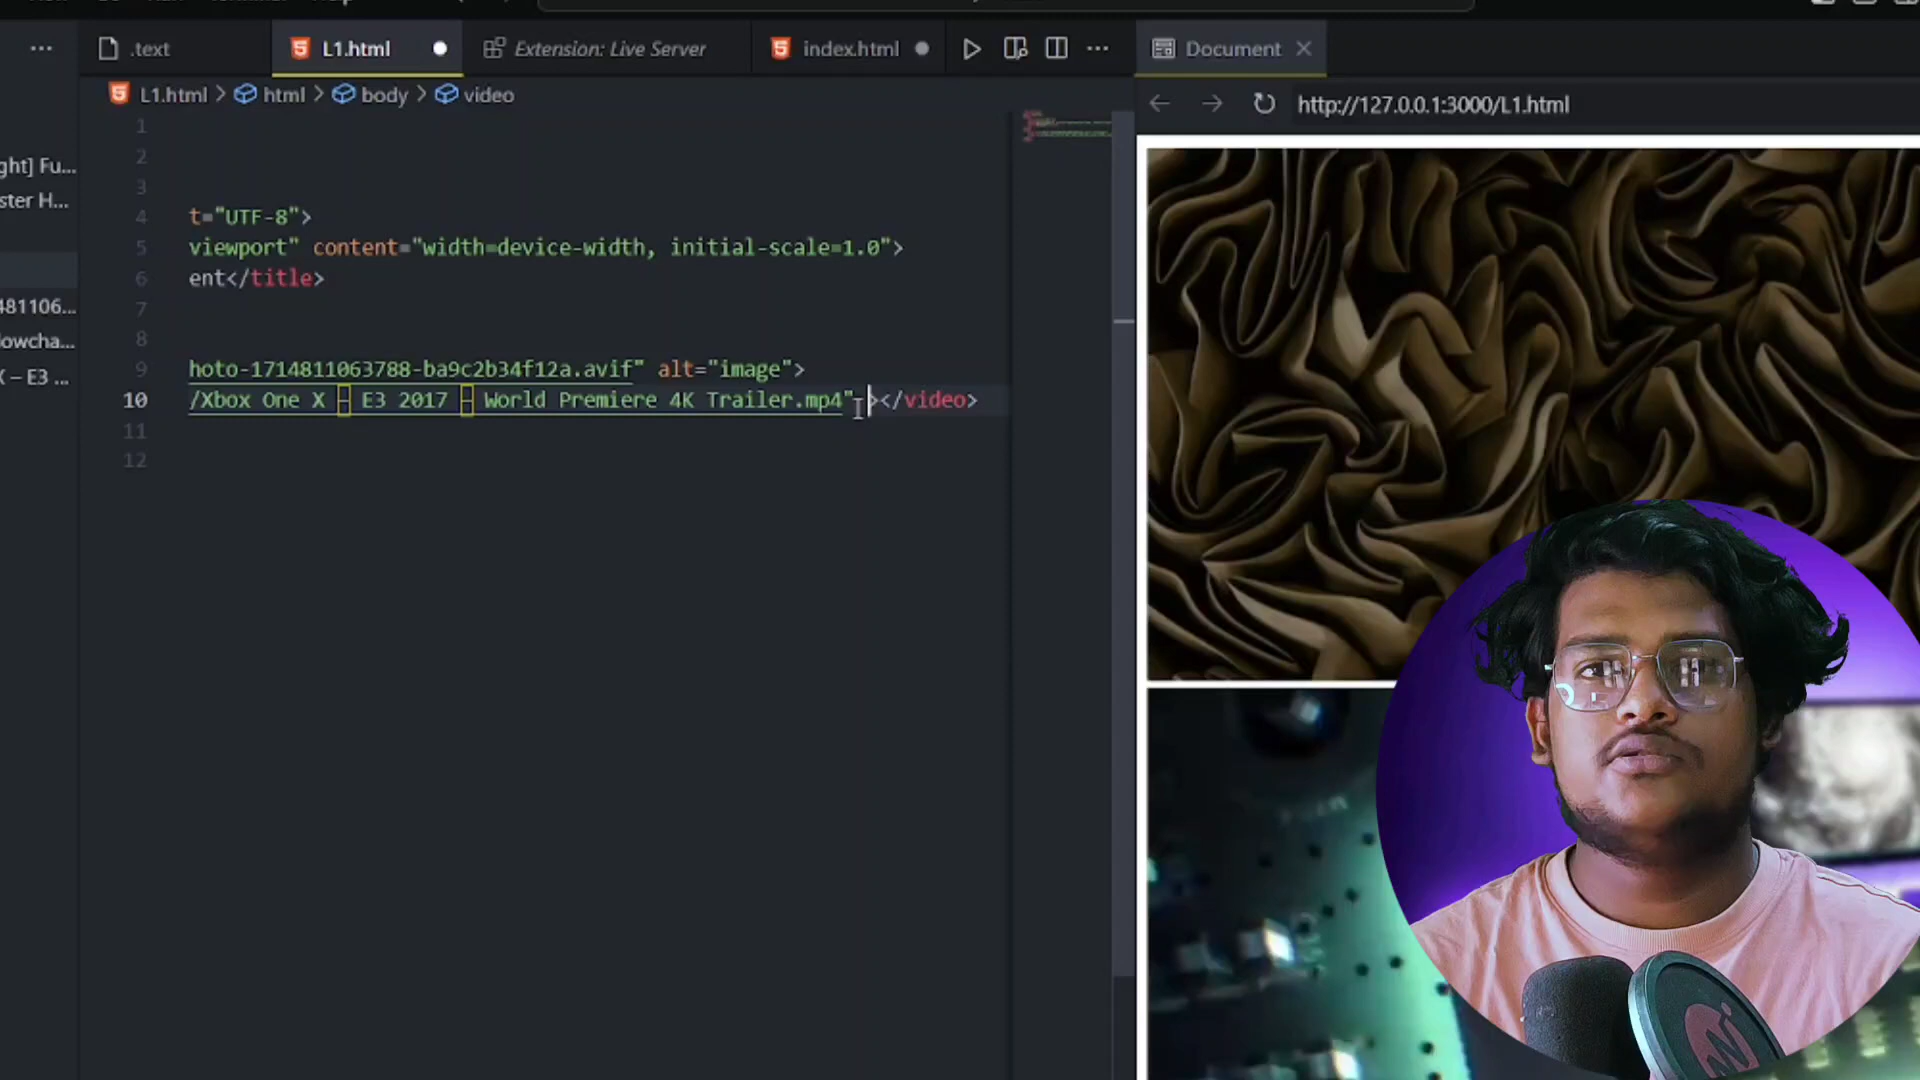 .text
L1.html
Extension: Live Server
index.html
Document
L1.html > html > body > video
http://127.0.0.1:3000/L1.html
1
2
3
4 t="UTF-8">
5 viewport" content="width=device-width, initial-scale=1.0">
6 ent</title>
7
8
9 hoto-1714811063788-ba9c2b34f12a.avif" alt="image">
10 /Xbox One X – E3 2017 – World Premiere 4K Trailer.mp4" ></video>
11
12
ght] Fu...
ster H...
481106...
lowcha...
X – E3 ...